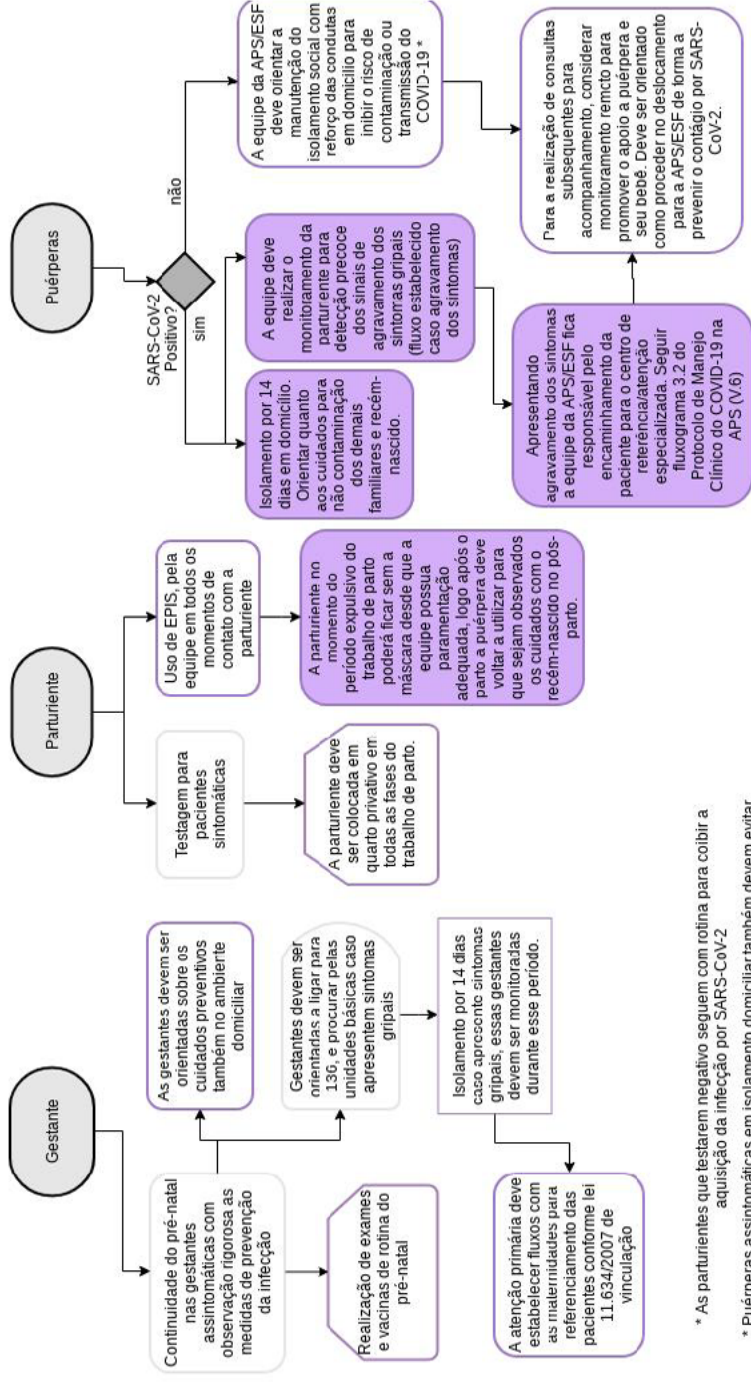 Gestante
Continuidade do pré-natal
nas gestantes
assintomáticas com
observação rigorosa as
medidas de prevenção
da infecção
Realização de exames
e vacinas de rotina do
pré-natal
As gestantes devem ser
orientadas sobre os
cuidados preventivos
também no ambiente
domiciliar
Gestantes devem ser
orientadas a ligar para
136, e procurar pelas
unidades básicas caso
apresentem sintomas
gripais
Isolamento por 14 dias
caso apresente sintomas
gripais, essas gestantes
devem ser monitoradas
durante esse período.
A atenção primária deve
estabelecer fluxos com
as maternidades para
referenciamento das
pacientes conforme lei
11.634/2007 de
vinculação
Parturiente
Testagem para
pacientes
sintomáticas
A parturiente deve
ser colocada em
quarto privativo em
todas as fases do
trabalho de parto.
Uso de EPIS, pela
equipe em todos os
momentos de
contato com a
parturiente
A parturiente no
momento do
período expulsivo do
trabalho de parto
poderá ficar sem a
máscara desde que a
equipe possua
paramentação
adequada, logo após o
parto a puérpera deve
voltar a utilizar para
que sejam observados
os cuidados com o
recém-nascido no pós-
parto.
Puérperas
SARS-CoV-2
Positivo?
sim
não
Isolamento por 14
dias em domicílio.
Orientar quanto
aos cuidados para
não contaminação
dos demais
familiares e recém-
nascido.
A equipe deve
realizar o
monitoramento da
parturente para
detecção precoce
dos sinais de
agravamento dos
sintomas gripais
(fluxo estabelecido
caso agravamento
dos sintomas)
A equipe da APS/ESF
deve orientar a
manutenção do
isolamento social com
reforço das condutas
em domicilio para
inibir o risco de
contaminação ou
transmissão do
COVID-19 *
Apresentando
agravamento dos sintomas
a equipe da APS/ESF fica
responsável pelo
encaminhamento da
paciente para o centro de
referência/atenção
especializada. Seguir
fluxograma 3.2 do
Protocolo de Manejo
Clínico do COVID-19 na
APS (V.6)
Para a realização de consultas
subsequentes para
acompanhamento, considerar
monitoramento remoto para
promover o apoio a puérpera e
seu bebê. Deve ser orientado
como proceder no deslocamento
para a APS/ESF de forma a
prevenir o contágio por SARS-
CoV-2.
* As parturientes que testarem negativo seguem com rotina para coibir a
aquisição da infecção por SARS-CoV-2
* Puérperas assintomáticas em isolamento domiciliar também devem evitar